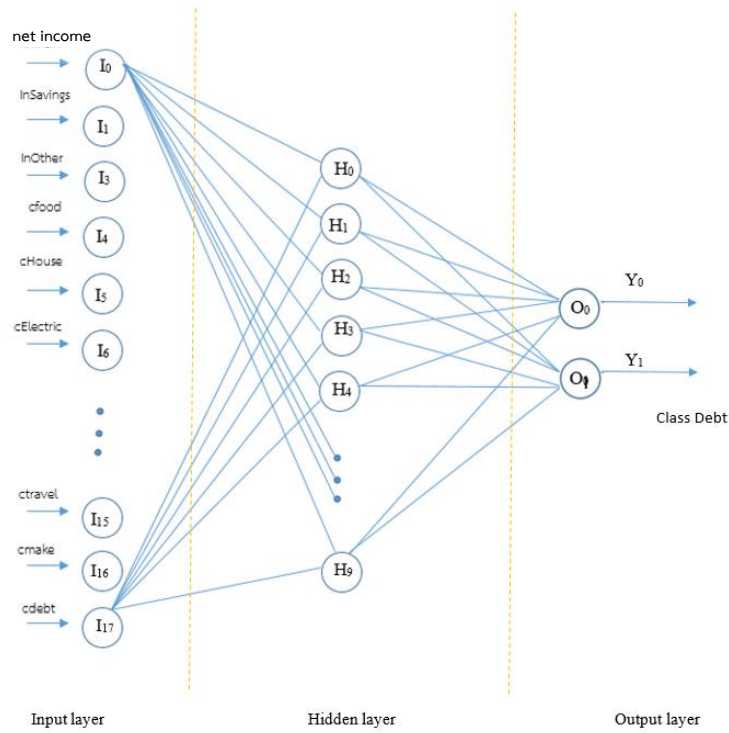 net income
I0
InSavings
I1
InOther
I3
cfood
I4
cHouse
I5
cElectric
I6
ctravel
I15
cmake
I16
cdebt
I17
H0
H1
H2
H3
H4
H9
O0
Y0
Y1
Class Debt
Input layer
Hidden layer
Output layer